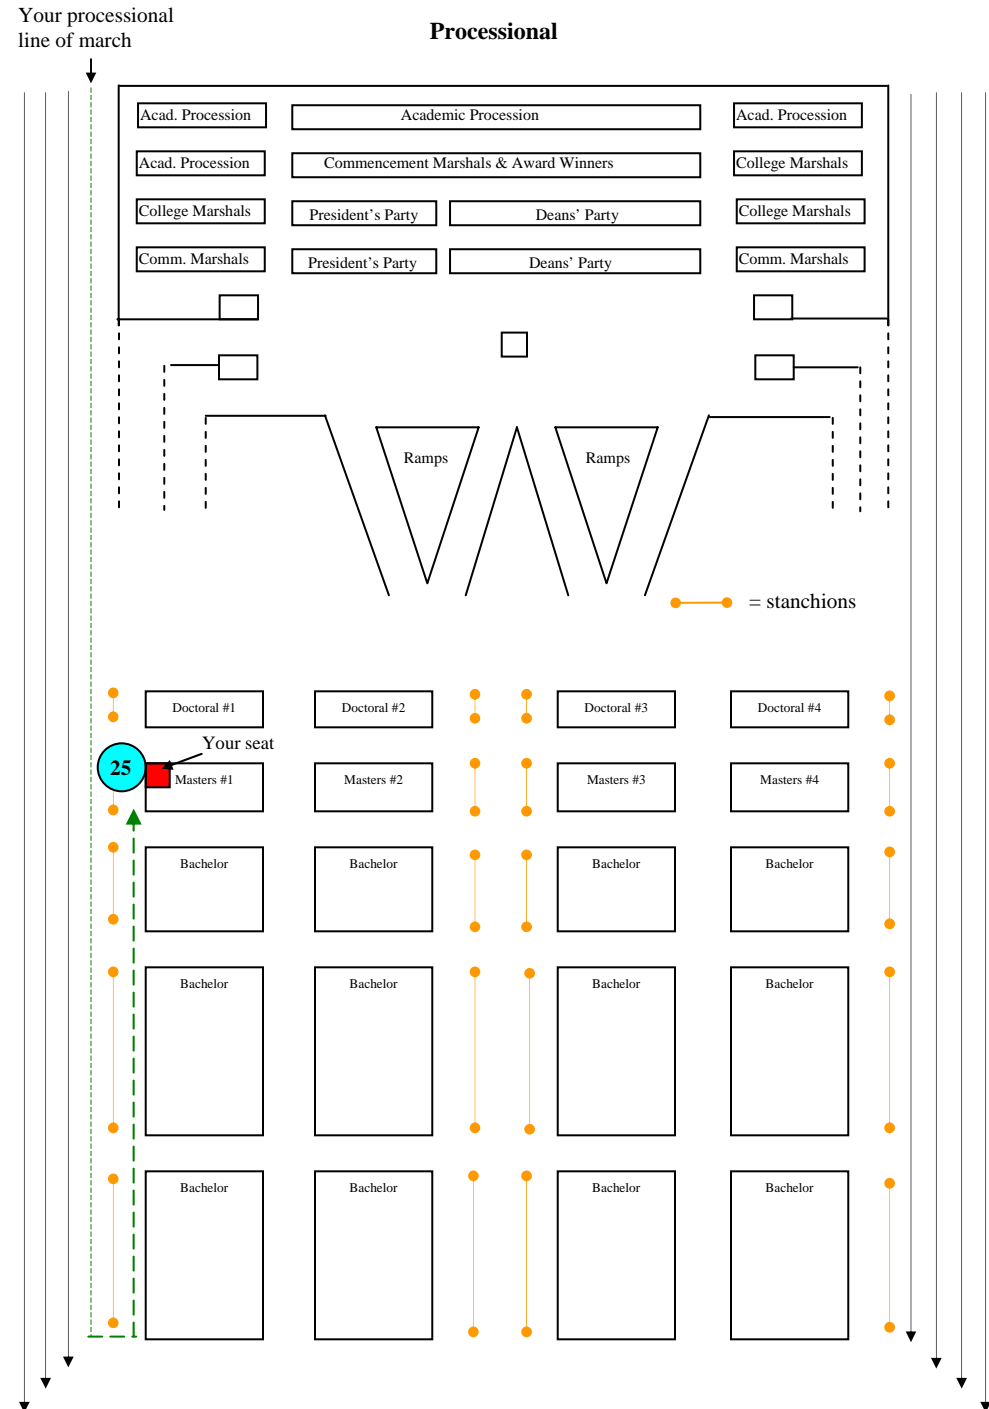 Your processional
line of march
Processional
Acad. Procession
Academic Procession
Acad. Procession
Acad. Procession
Commencement Marshals & Award Winners
College Marshals
College Marshals
President’s Party
Deans’ Party
College Marshals
Comm. Marshals
President’s Party
Deans’ Party
Comm. Marshals
Ramps
Ramps
= stanchions
Doctoral #1
Doctoral #2
Doctoral #3
Doctoral #4
Your seat
25
Masters #1
Masters #2
Masters #3
Masters #4
Bachelor
Bachelor
Bachelor
Bachelor
Bachelor
Bachelor
Bachelor
Bachelor
Bachelor
Bachelor
Bachelor
Bachelor